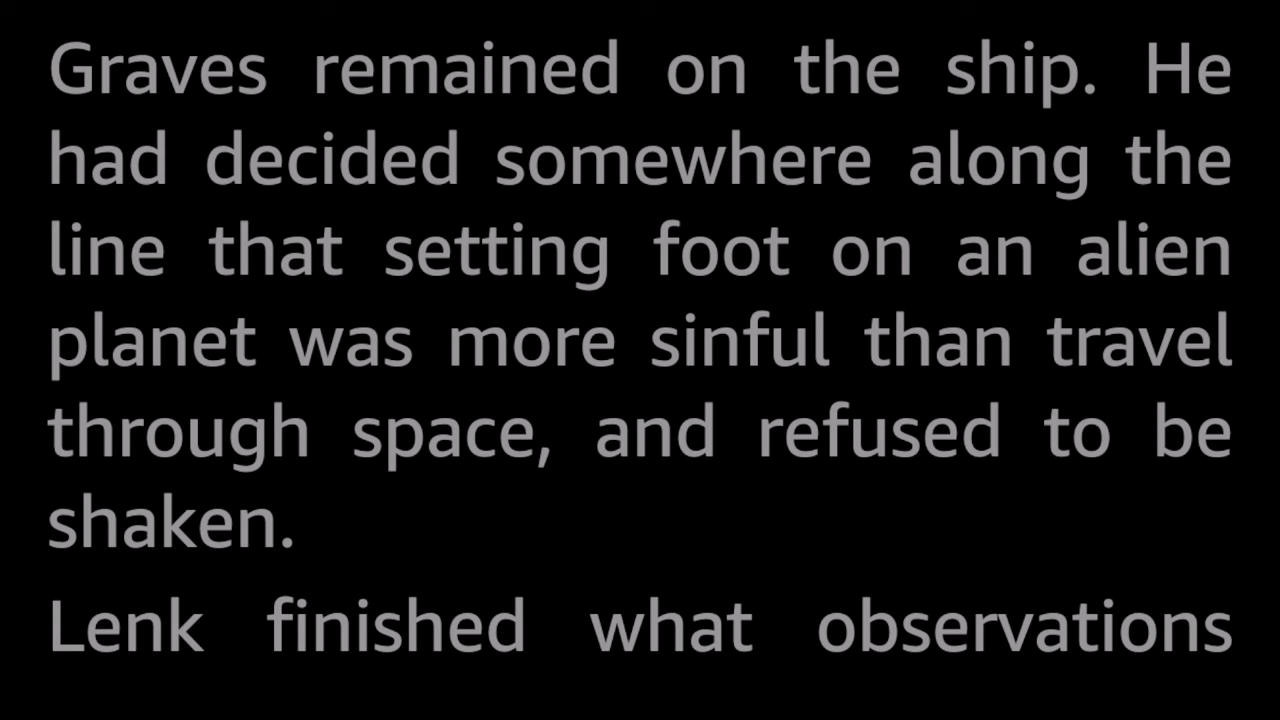 Graves remained on the ship. He
had decided somewhere along the
line that setting foot on an alien
planet was more sinful than travel
through space, and refused to be
shaken.
Lenk finished what observations